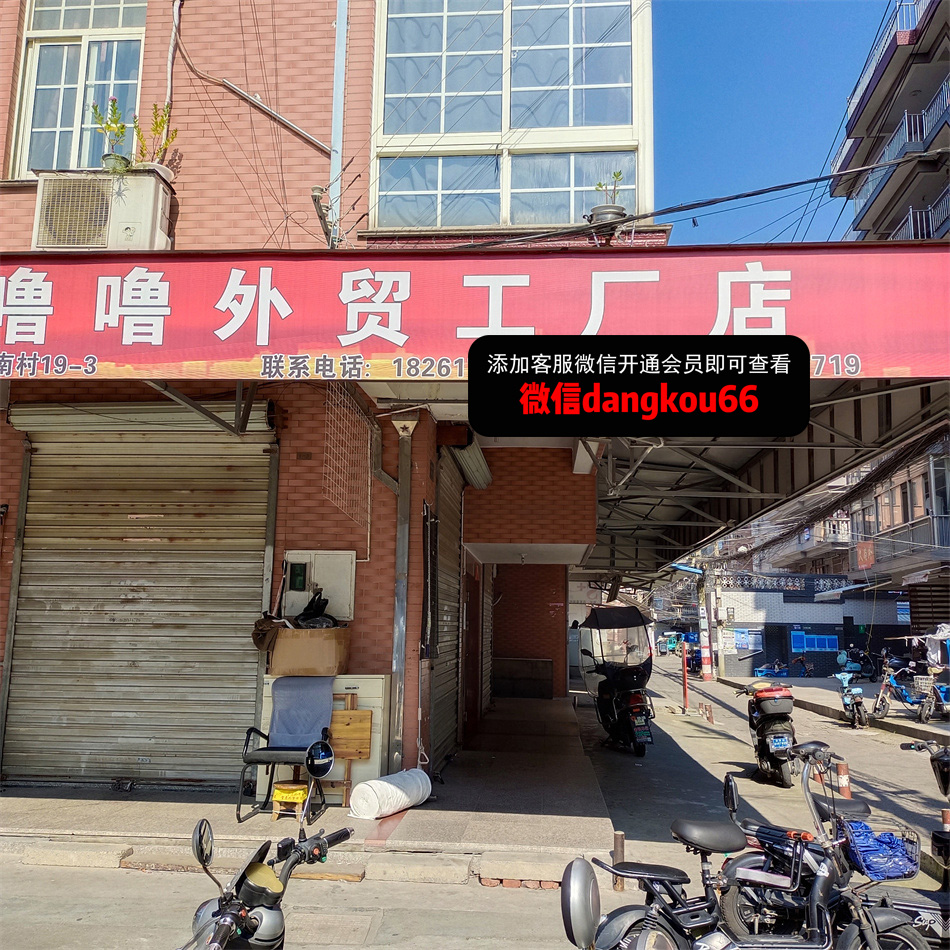 噜噜外贸工厂店
南村19-3
联系电话: 18261
719
添加客服微信开通会员即可查看
微信dangkou66